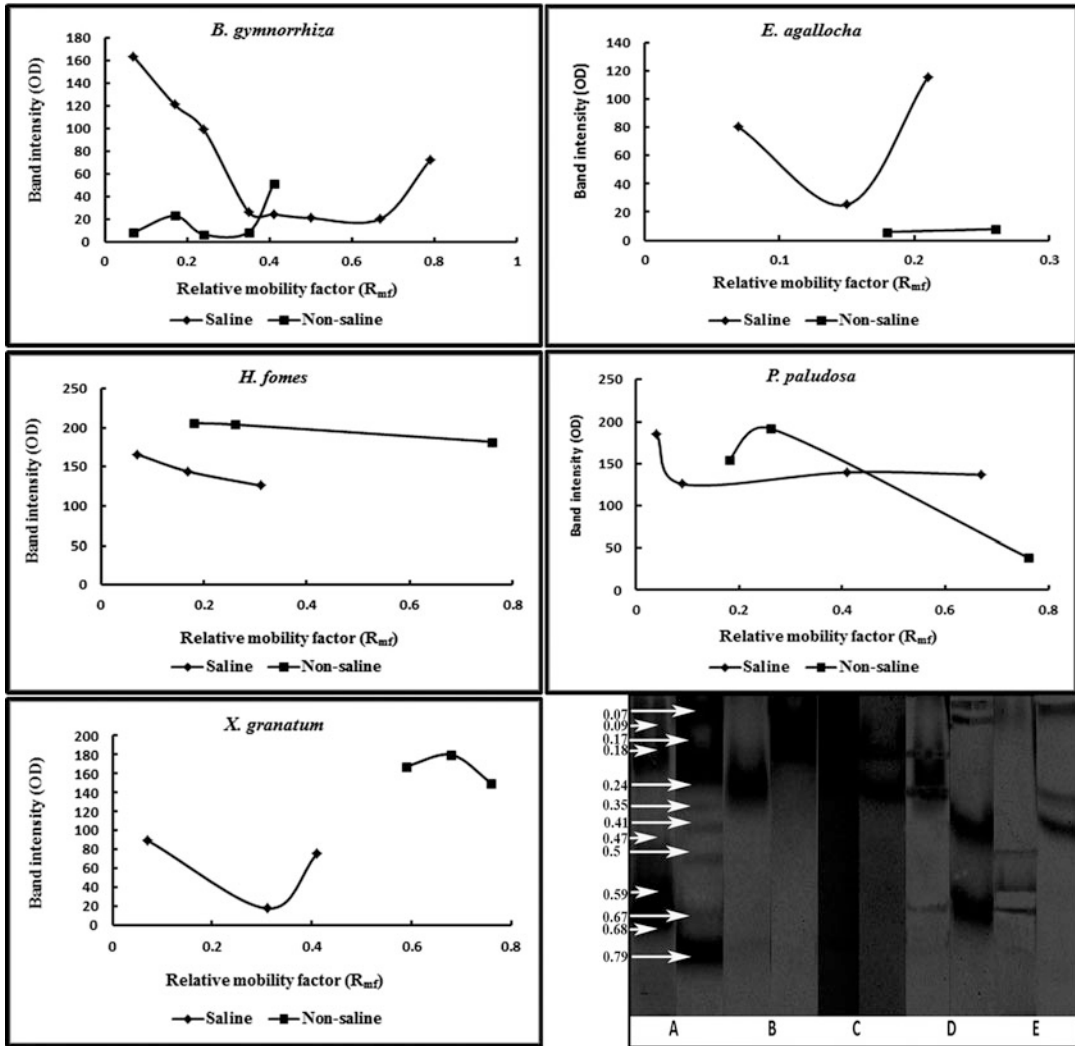 B. gymnorrhiza
180
160
140
120
100
80
60
40
20
0
Band intensity (OD)
0 0.2 0.4 0.6 0.8 1
Relative mobility factor (Rmf)
Saline Non-saline
E. agallocha
140
120
100
80
60
40
20
0
Band intensity (OD)
0 0.1 0.2 0.3
Relative mobility factor (Rmf)
Saline Non-saline
H. fomes
250
200
150
100
50
0
Band intensity (OD)
0 0.2 0.4 0.6 0.8
Relative mobility factor (Rmf)
Saline Non-saline
P. paludosa
250
200
150
100
50
0
Band intensity (OD)
0 0.2 0.4 0.6 0.8
Relative mobility factor (Rmf)
Saline Non-saline
X. granatum
200
180
160
140
120
100
80
60
40
20
0
Band intensity (OD)
0 0.2 0.4 0.6 0.8
Relative mobility factor (Rmf)
Saline Non-saline
0.07
0.09
0.17
0.18
0.24
0.35
0.41
0.47
0.5
0.59
0.67
0.68
0.79
A B C D E